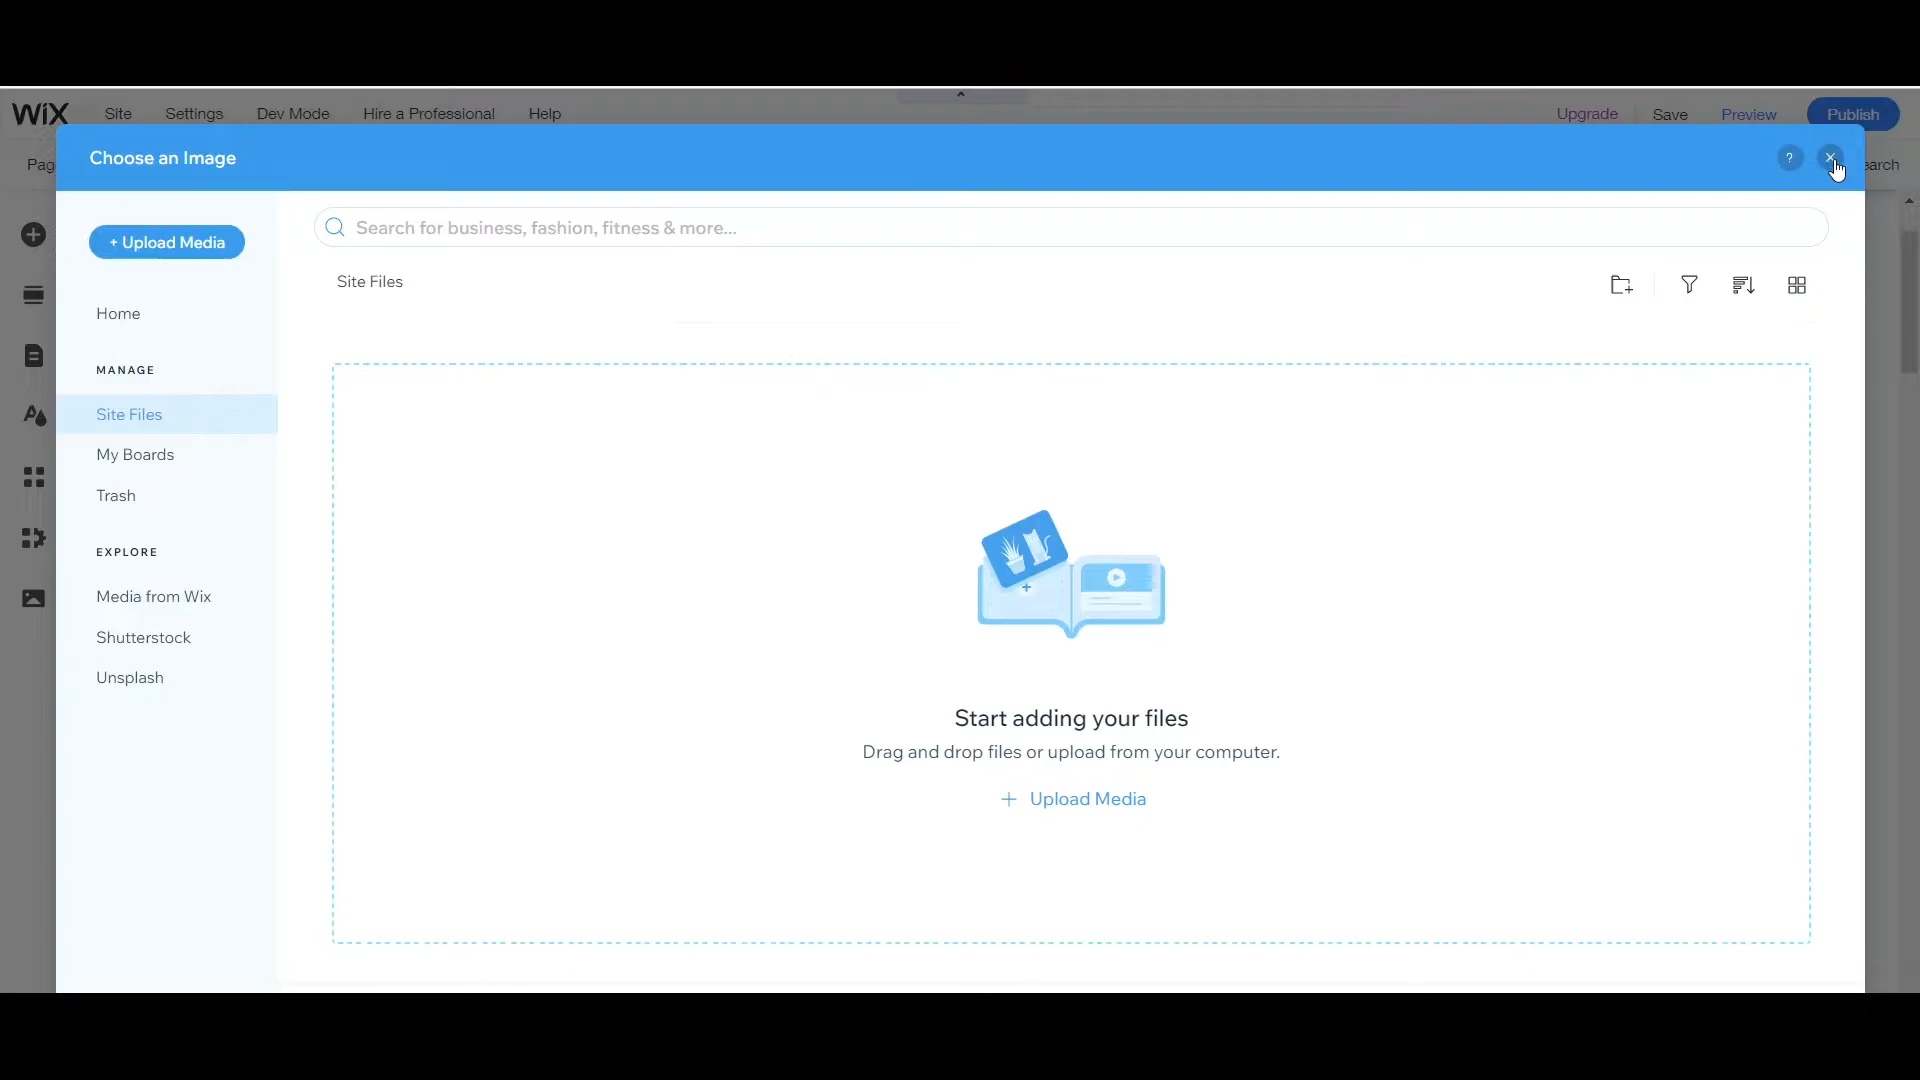 WiX Site Settings Dev Mode Hire a Professional Help Upgrade Save Preview Publish
Choose an Image ?
+ Upload Media
Search for business, fashion, fitness & more...
Site Files
Home
MANAGE
Site Files
My Boards
Trash
EXPLORE
Media from Wix
Shutterstock
Unsplash
Start adding your files
Drag and drop files or upload from your computer.
+ Upload Media